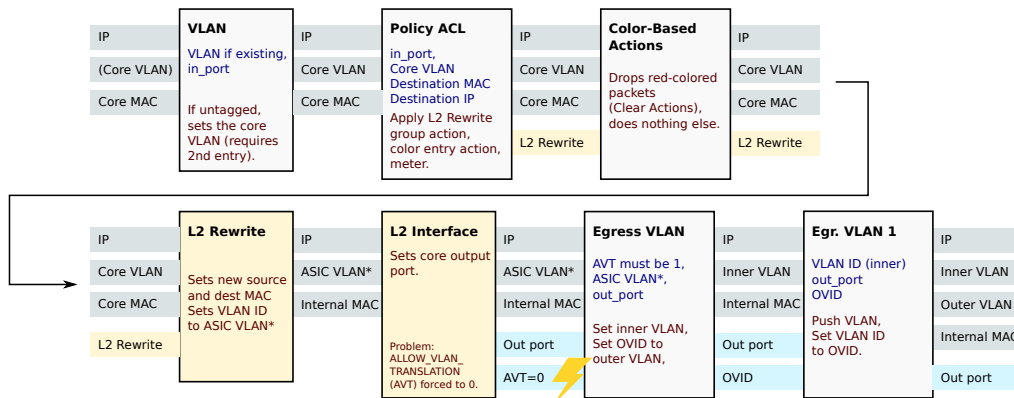 IP
(Core VLAN)
Core MAC
VLAN
VLAN if existing,
in_port
If untagged,
sets the core
VLAN (requires
2nd entry).
IP
Core VLAN
Core MAC
Policy ACL
in_port,
Core VLAN
Destination MAC
Destination IP
Apply L2 Rewrite
group action,
color entry action,
meter.
IP
Core VLAN
Core MAC
L2 Rewrite
Color-Based
Actions
Drops red-colored
packets
(Clear Actions),
does nothing else.
IP
Core VLAN
Core MAC
L2 Rewrite
IP
Core VLAN
Core MAC
L2 Rewrite
L2 Rewrite
Sets new source
and dest MAC
Sets VLAN ID
to ASIC VLAN*
IP
ASIC VLAN*
Internal MAC
L2 Interface
Sets core output
port.
Problem:
ALLOW_VLAN_
TRANSLATION
(AVT) forced to 0.
IP
ASIC VLAN*
Internal MAC
Out port
AVT=0
Egress VLAN
AVT must be 1,
ASIC VLAN*,
out_port
Set inner VLAN,
Set OVID to
outer VLAN,
IP
Inner VLAN
Internal MAC
Out port
OVID
Egr. VLAN 1
VLAN ID (inner)
out_port
OVID
Push VLAN,
Set VLAN ID
to OVID.
IP
Inner VLAN
Outer VLAN
Internal MAC
Out port